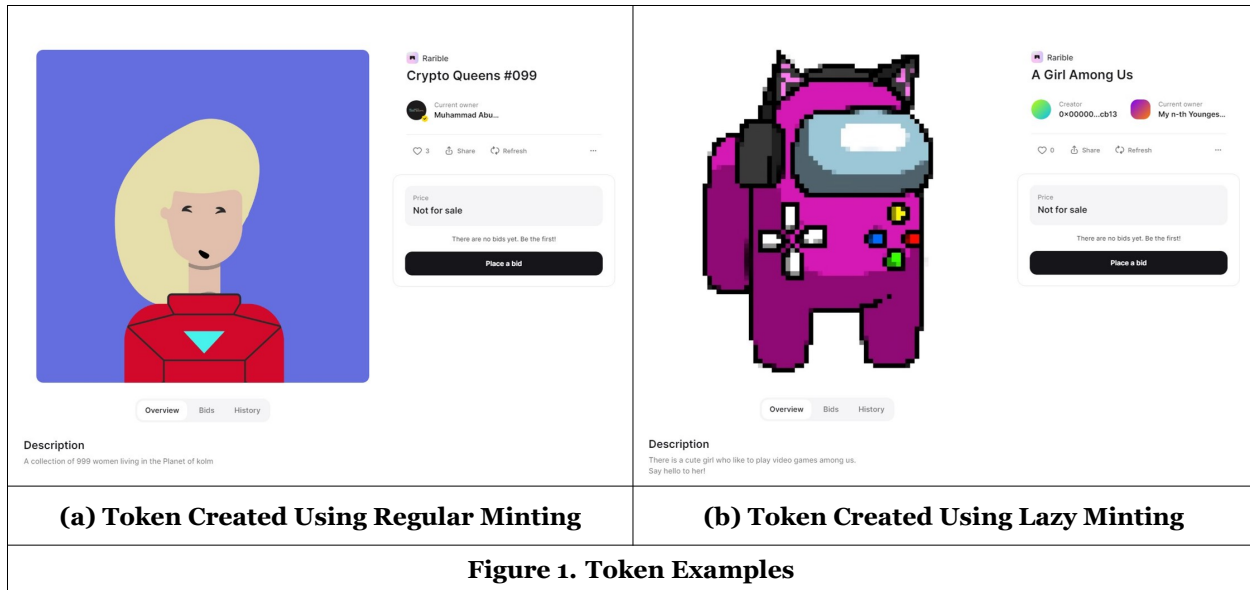 Rarible
Crypto Queens #099
Current owner
Muhammad Abu...
3 Share Refresh ...
Price
Not for sale
There are no bids yet. Be the first!
Place a bid
Overview Bids History
Description
A collection of 999 women living in the Planet of kolm
(a) Token Created Using Regular Minting
Rarible
A Girl Among Us
Creator
0×00000...cb13
Current owner
My n-th Younges...
0 Share Refresh ...
Price
Not for sale
There are no bids yet. Be the first!
Place a bid
Overview Bids History
Description
There is a cute girl who like to play video games among us.
Say hello to her!
(b) Token Created Using Lazy Minting
Figure 1. Token Examples